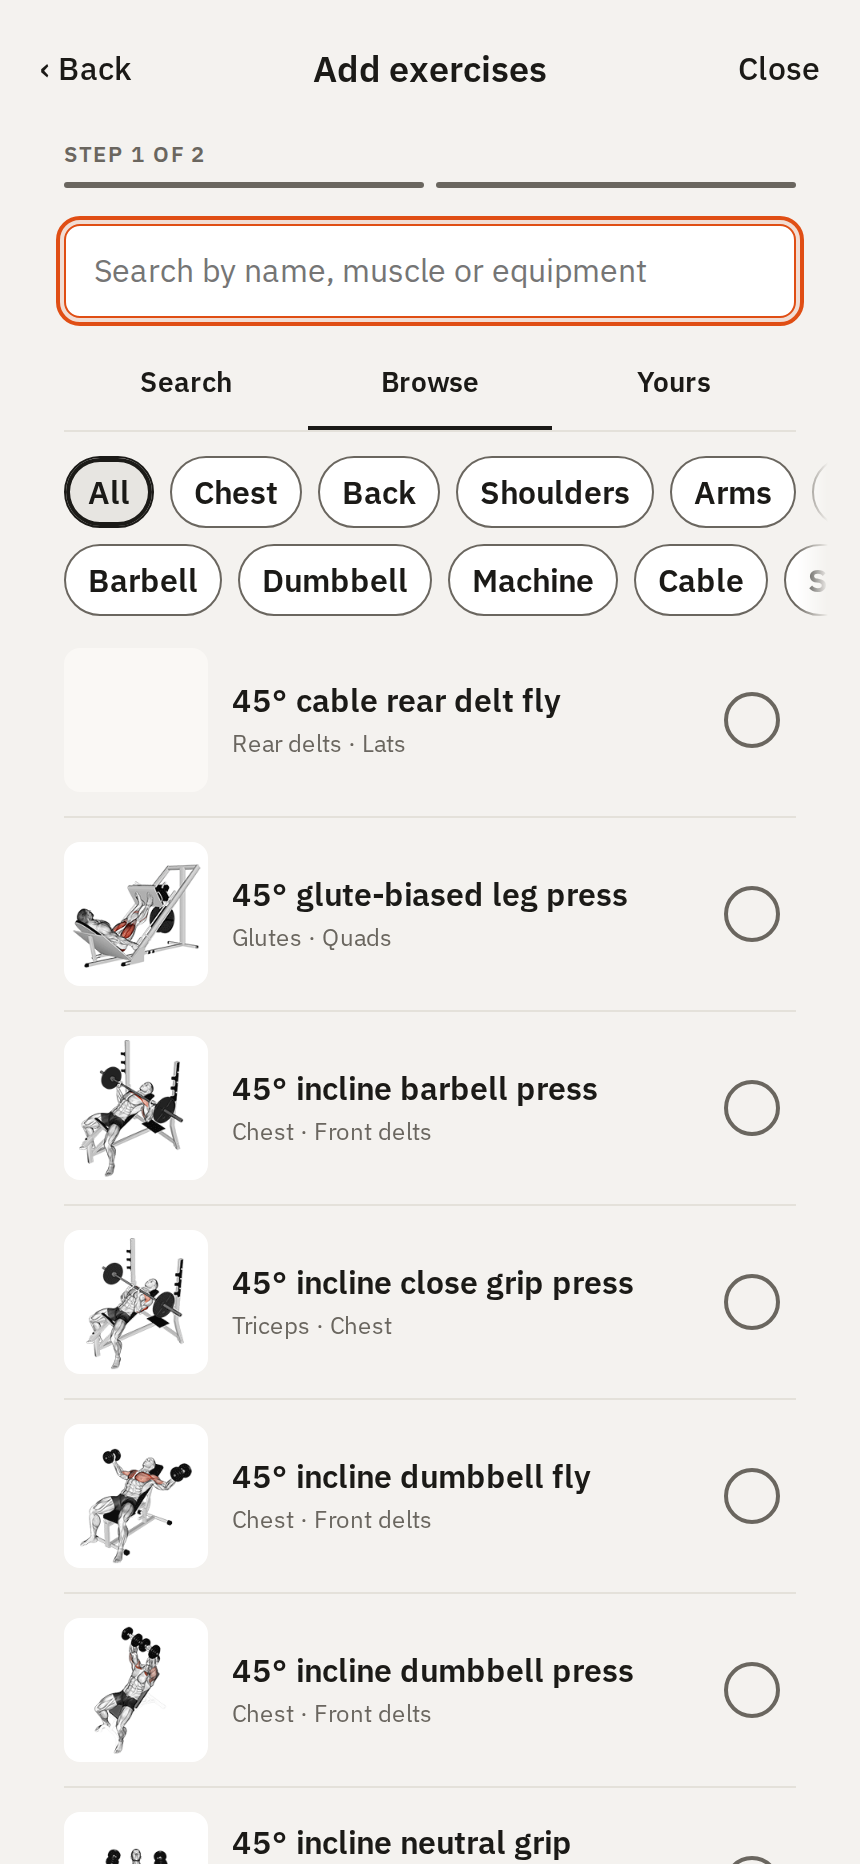 ‹ Back
Add exercises
Close
STEP 1 OF 2
Search by name, muscle or equipment
Search
Browse
Yours
All
Chest
Back
Shoulders
Arms
Barbell
Dumbbell
Machine
Cable
45° cable rear delt fly
Rear delts · Lats
45° glute-biased leg press
Glutes · Quads
45° incline barbell press
Chest · Front delts
45° incline close grip press
Triceps · Chest
45° incline dumbbell fly
Chest · Front delts
45° incline dumbbell press
Chest · Front delts
45° incline neutral grip